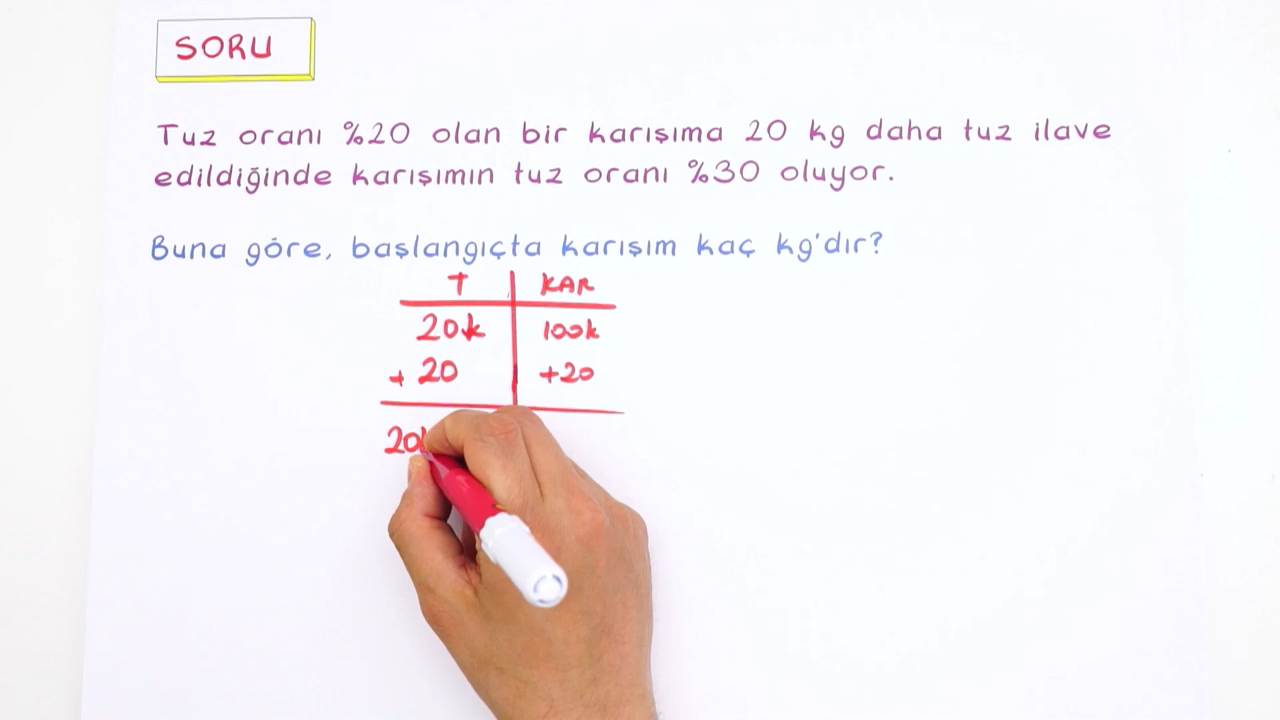 SORU
Tuz oranı %20 olan bir karışıma 20 kg daha tuz ilave
edildiğinde karışımın tuz oranı %30 oluyor.
Buna göre, başlangıçta karışım kaç kg'dır?
T KAR
20k 100k
+ 20 +20
20k